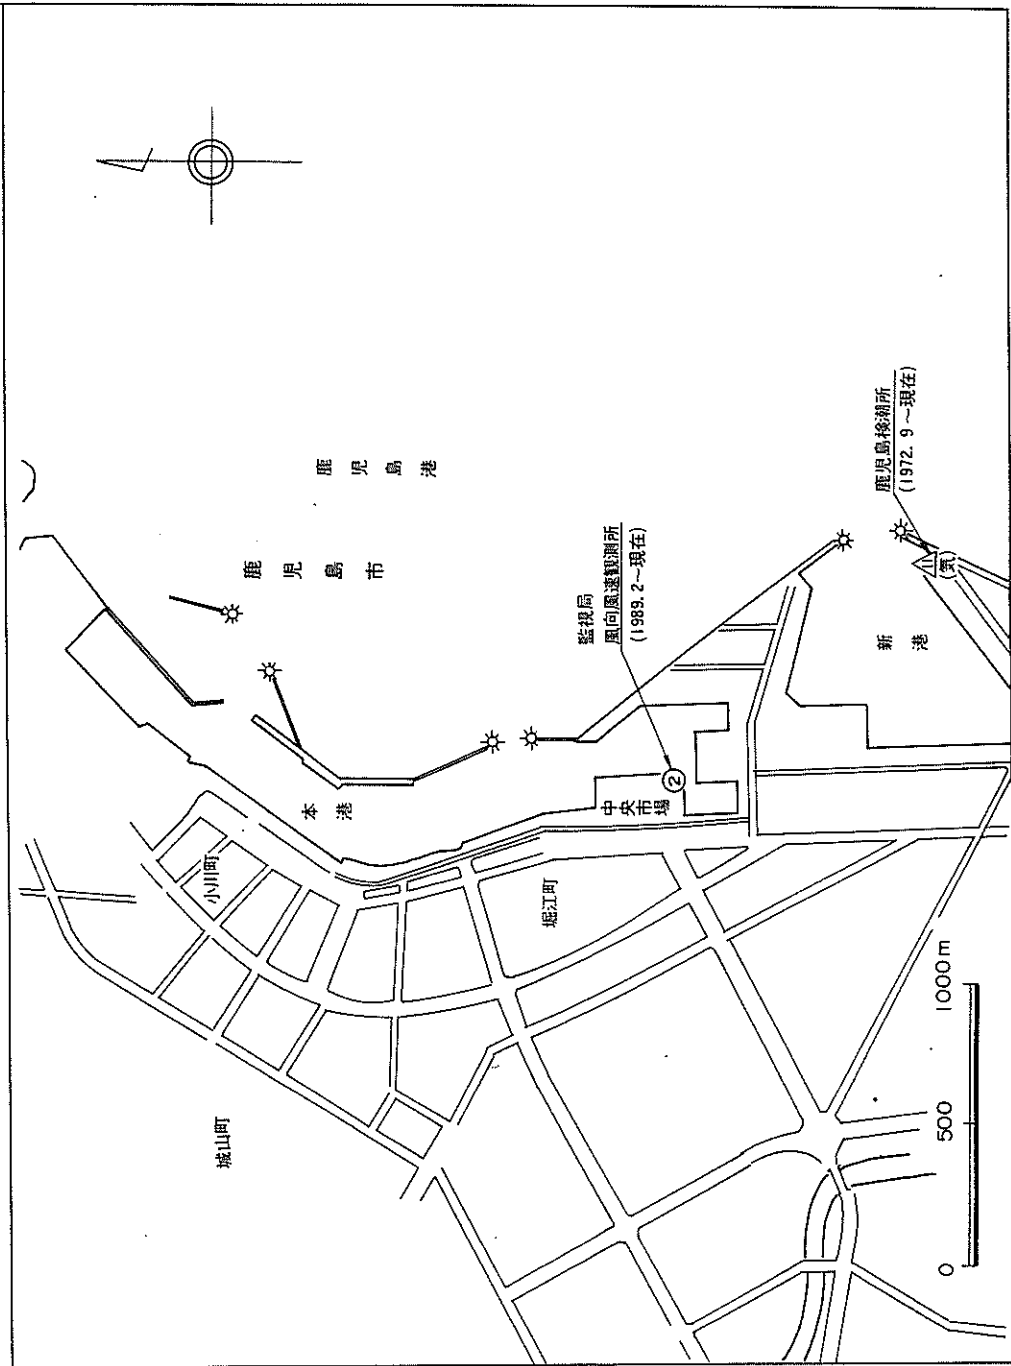 鹿児島港
鹿児島市
監視局
風向風速観測所
(1989. 2～現在)
鹿児島検潮所
(1972. 9～現在)
新港
本港
中央市場
②
小川町
堀江町
城山町
(気)
0 500 1000m